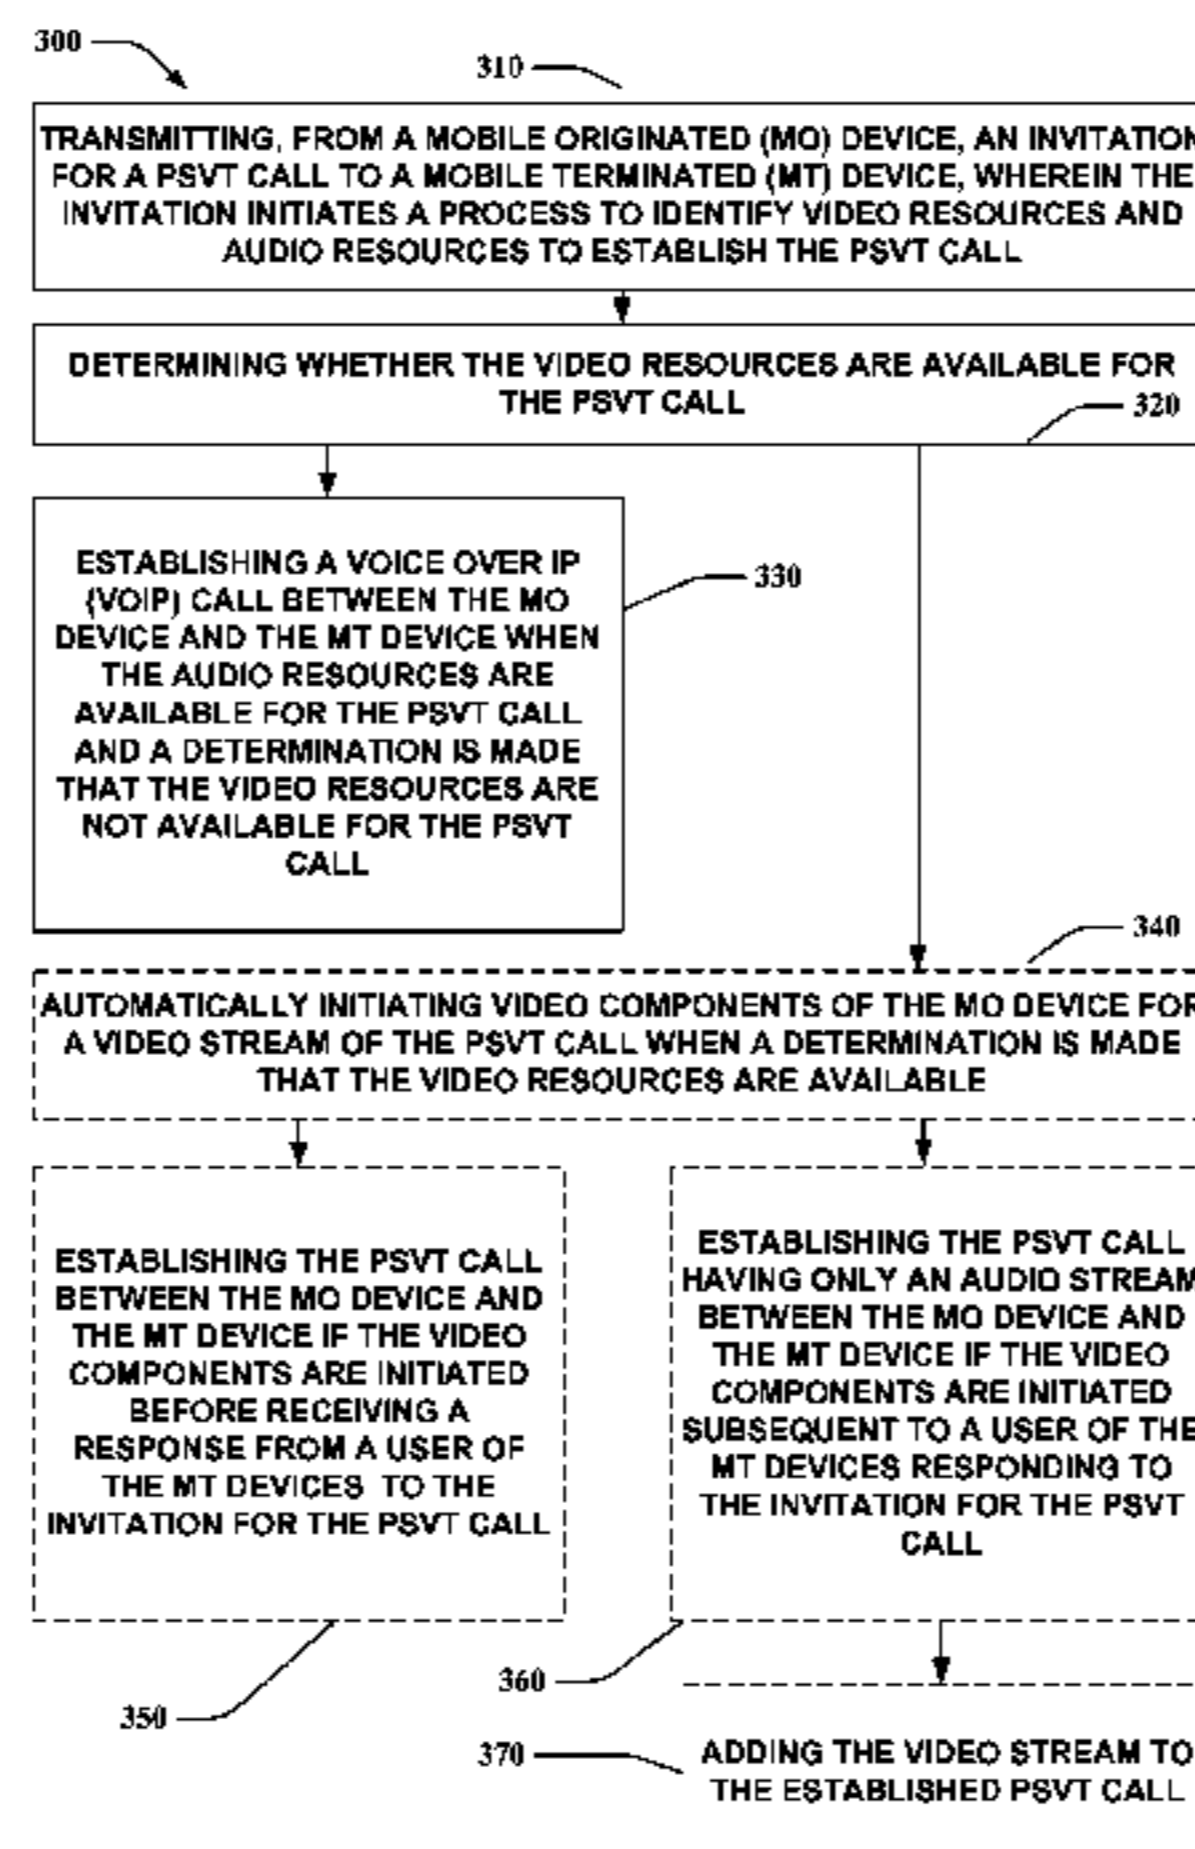 300
310
TRANSMITTING, FROM A MOBILE ORIGINATED (MO) DEVICE, AN INVITATION
FOR A PSVT CALL TO A MOBILE TERMINATED (MT) DEVICE, WHEREIN THE
INVITATION INITIATES A PROCESS TO IDENTIFY VIDEO RESOURCES AND
AUDIO RESOURCES TO ESTABLISH THE PSVT CALL
DETERMINING WHETHER THE VIDEO RESOURCES ARE AVAILABLE FOR
THE PSVT CALL
320
ESTABLISHING A VOICE OVER IP
(VOIP) CALL BETWEEN THE MO
DEVICE AND THE MT DEVICE WHEN
THE AUDIO RESOURCES ARE
AVAILABLE FOR THE PSVT CALL
AND A DETERMINATION IS MADE
THAT THE VIDEO RESOURCES ARE
NOT AVAILABLE FOR THE PSVT
CALL
330
340
AUTOMATICALLY INITIATING VIDEO COMPONENTS OF THE MO DEVICE FOR
A VIDEO STREAM OF THE PSVT CALL WHEN A DETERMINATION IS MADE
THAT THE VIDEO RESOURCES ARE AVAILABLE
ESTABLISHING THE PSVT CALL
BETWEEN THE MO DEVICE AND
THE MT DEVICE IF THE VIDEO
COMPONENTS ARE INITIATED
BEFORE RECEIVING A
RESPONSE FROM A USER OF
THE MT DEVICES TO THE
INVITATION FOR THE PSVT CALL
350
ESTABLISHING THE PSVT CALL
HAVING ONLY AN AUDIO STREAM
BETWEEN THE MO DEVICE AND
THE MT DEVICE IF THE VIDEO
COMPONENTS ARE INITIATED
SUBSEQUENT TO A USER OF THE
MT DEVICES RESPONDING TO
THE INVITATION FOR THE PSVT
CALL
360
370
ADDING THE VIDEO STREAM TO
THE ESTABLISHED PSVT CALL